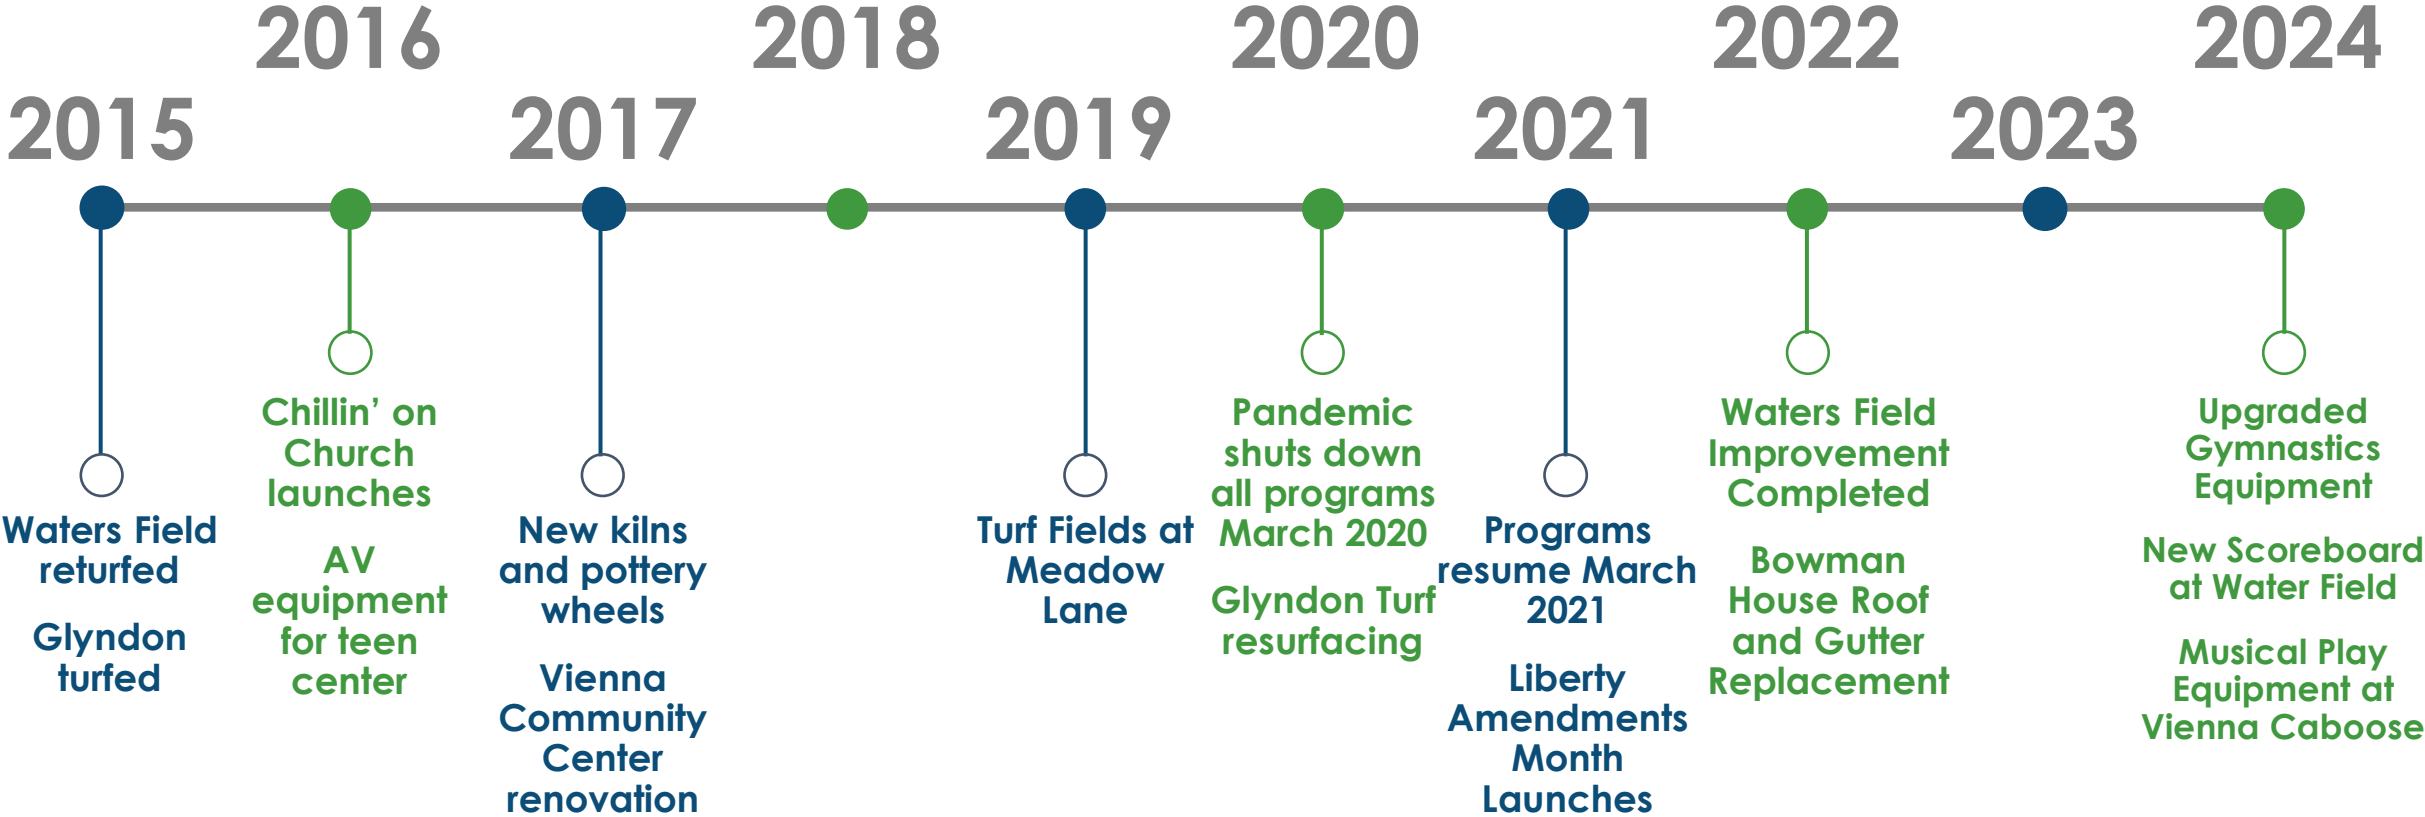 2016
2018
2020
2022
2024
2015
2017
2019
2021
2023
Waters Field
returfed
Glyndon
turfed
Chillin’ on
Church
launches
AV
equipment
for teen
center
New kilns
and pottery
wheels
Vienna
Community
Center
renovation
Turf Fields at
Meadow
Lane
Pandemic
shuts down
all programs
March 2020
Glyndon Turf
resurfacing
Programs
resume March
2021
Liberty
Amendments
Month
Launches
Waters Field
Improvement
Completed
Bowman
House Roof
and Gutter
Replacement
Upgraded
Gymnastics
Equipment
New Scoreboard
at Water Field
Musical Play
Equipment at
Vienna Caboose